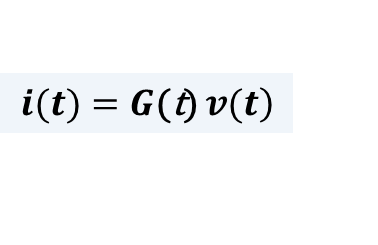 i(t) = G(t) v(t)